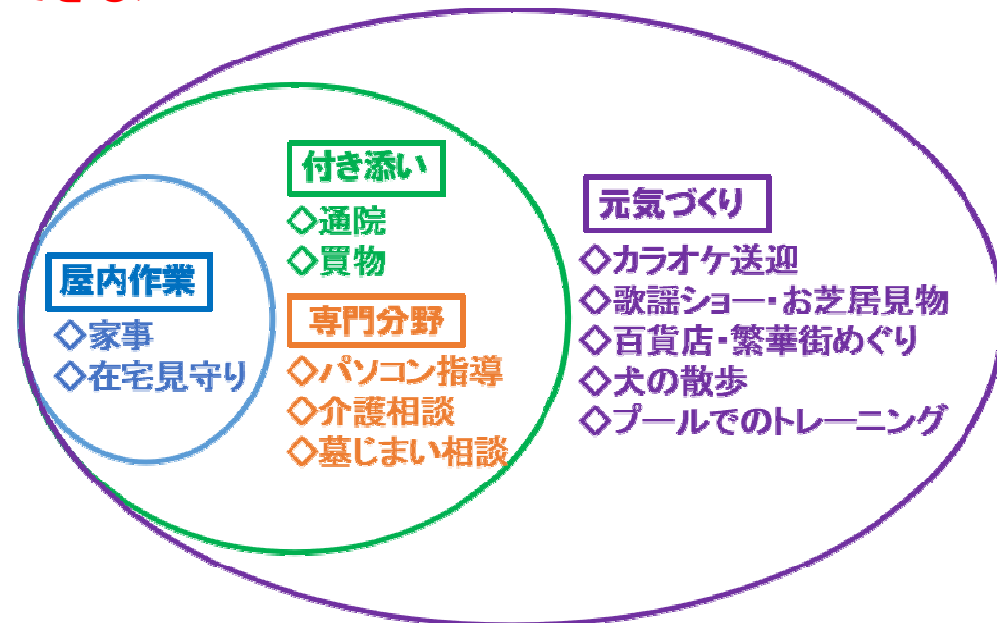 屋内作業
◇家事
◇在宅見守り
付き添い
◇通院
◇買物
専門分野
◇パソコン指導
◇介護相談
◇墓じまい相談
元気づくり
◇カラオケ送迎
◇歌謡ショー・お芝居見物
◇百貨店・繁華街めぐり
◇犬の散歩
◇プールでのトレーニング